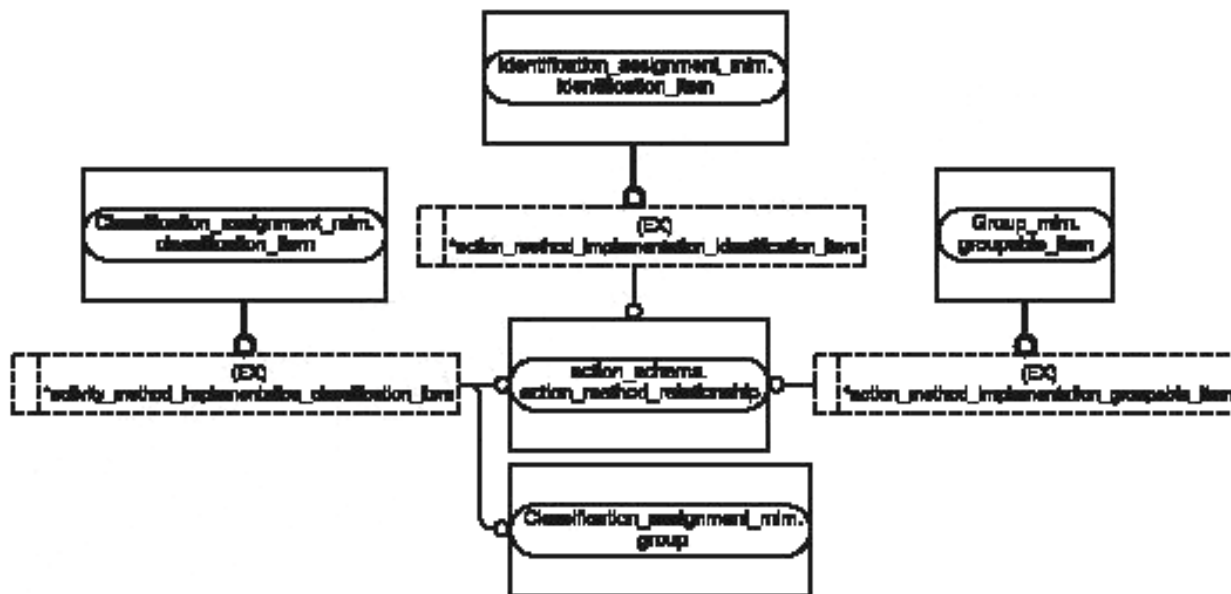 Identification_assignment_mim.
identification_item
Classification_assignment_mim.
classification_item
(EX)
*action_method_implementation_identification_item
Group_mim.
groupable_item
(EX)
*activity_method_implementation_classification_item
action_schema.
action_method_relationship
(EX)
*action_method_implementation_groupable_item
Classification_assignment_mim.
group